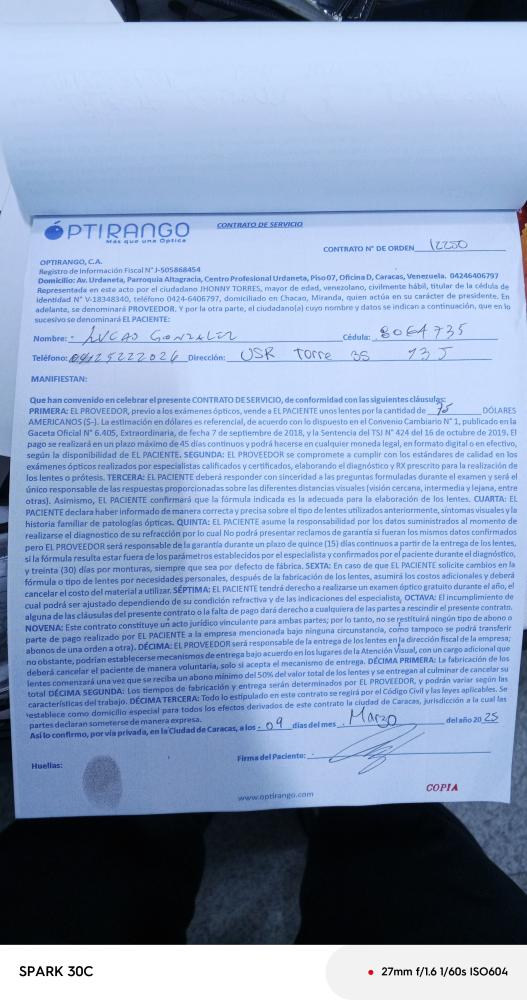 OPTIRANGO
Más que una Óptica
CONTRATO DE SERVICIO
CONTRATO N° DE ORDEN 12250
OPTIRANGO, C.A.
Registro de Información Fiscal N° J-505868454
Domicilio: Av. Urdaneta, Parroquia Altagracia, Centro Profesional Urdaneta, Piso 07, Oficina D, Caracas, Venezuela. 04246406797
Representada en este acto por el ciudadano JHONNY TORRES, mayor de edad, venezolano, civilmente hábil, titular de la cédula de
identidad N° V-18348340, teléfono 0424-6406797, domiciliado en Chacao, Miranda, quien actúa en su carácter de presidente. En
adelante, se denominará PROVEEDOR. Y por la otra parte, el ciudadano(a) cuyo nombre y datos se indican a continuación, que en lo
sucesivo se denominará EL PACIENTE:
Nombre: LUCAS GONZALEZ Cédula: 8064735
Teléfono: 04125222026 Dirección: USR Torre 35 13 J
MANIFIESTAN:
Que han convenido en celebrar el presente CONTRATO DE SERVICIO, de conformidad con las siguientes cláusulas:
PRIMERA: EL PROVEEDOR, previo a los exámenes ópticos, vende a EL PACIENTE unos lentes por la cantidad de 95 DÓLARES
AMERICANOS ($-). La estimación en dólares es referencial, de acuerdo con lo dispuesto en el Convenio Cambiario N° 1, publicado en la
Gaceta Oficial N° 6.405, Extraordinaria, de fecha 7 de septiembre de 2018, y la Sentencia del TSJ N° 424 del 16 de octubre de 2019. El
pago se realizará en un plazo máximo de 45 días continuos y podrá hacerse en cualquier moneda legal, en formato digital o en efectivo,
según la disponibilidad de EL PACIENTE. SEGUNDA: EL PROVEEDOR se compromete a cumplir con los estándares de calidad en los
exámenes ópticos realizados por especialistas calificados y certificados, elaborando el diagnóstico y RX prescrito para la realización de
los lentes o prótesis. TERCERA: EL PACIENTE deberá responder con sinceridad a las preguntas formuladas durante el examen y será el
único responsable de las respuestas proporcionadas sobre las diferentes distancias visuales (visión cercana, intermedia y lejana, entre
otras). Asimismo, EL PACIENTE confirmará que la fórmula indicada es la adecuada para la elaboración de los lentes. CUARTA: EL
PACIENTE declara haber informado de manera correcta y precisa sobre el tipo de lentes utilizados anteriormente, síntomas visuales y la
historia familiar de patologías ópticas. QUINTA: EL PACIENTE asume la responsabilidad por los datos suministrados al momento de
realizarse el diagnostico de su refracción por lo cual No podrá presentar reclamos de garantía si fueran los mismos datos confirmados
pero EL PROVEEDOR será responsable de la garantía durante un plazo de quince (15) días continuos a partir de la entrega de los lentes,
si la fórmula resulta estar fuera de los parámetros establecidos por el especialista y confirmados por el paciente durante el diagnóstico,
y treinta (30) días por monturas, siempre que sea por defecto de fábrica. SEXTA: En caso de que EL PACIENTE solicite cambios en la
fórmula o tipo de lentes por necesidades personales, después de la fabricación de los lentes, asumirá los costos adicionales y deberá
cancelar el costo del material a utilizar. SÉPTIMA: EL PACIENTE tendrá derecho a realizarse un examen óptico gratuito durante el año, el
cual podrá ser ajustado dependiendo de su condición refractiva y de las indicaciones del especialista. OCTAVA: El incumplimiento de
alguna de las cláusulas del presente contrato o la falta de pago dará derecho a cualquiera de las partes a rescindir el presente contrato.
NOVENA: Este contrato constituye un acto jurídico vinculante para ambas partes; por lo tanto, no se restituirá ningún tipo de abono o
parte de pago realizado por EL PACIENTE a la empresa mencionada bajo ninguna circunstancia, como tampoco se podrá transferir
abonos de una orden a otra). DÉCIMA: EL PROVEEDOR será responsable de la entrega de los lentes en la dirección fiscal de la empresa;
no obstante, podrían establecerse mecanismos de entrega bajo acuerdo en los lugares de la Atención Visual, con un cargo adicional que
deberá cancelar el paciente de manera voluntaria, solo si acepta el mecanismo de entrega. DÉCIMA PRIMERA: La fabricación de los
lentes comenzará una vez que se reciba un abono mínimo del 50% del valor total de los lentes y se entregan al culminar de cancelar su
total DÉCIMA SEGUNDA: Los tiempos de fabricación y entrega serán determinados por EL PROVEEDOR, y podrán variar según las
características del trabajo. DÉCIMA TERCERA: Todo lo estipulado en este contrato se regirá por el Código Civil y las leyes aplicables. Se
establece como domicilio especial para todos los efectos derivados de este contrato la ciudad de Caracas, jurisdicción a la cual las
partes declaran someterse de manera expresa.
Así lo confirmo, por vía privada, en la Ciudad de Caracas, a los 09 días del mes Marzo del año 2025
Firma del Paciente:
Huellas:
COPIA
www.optirango.com
SPARK 30C
27mm f/1.6 1/60s ISO604